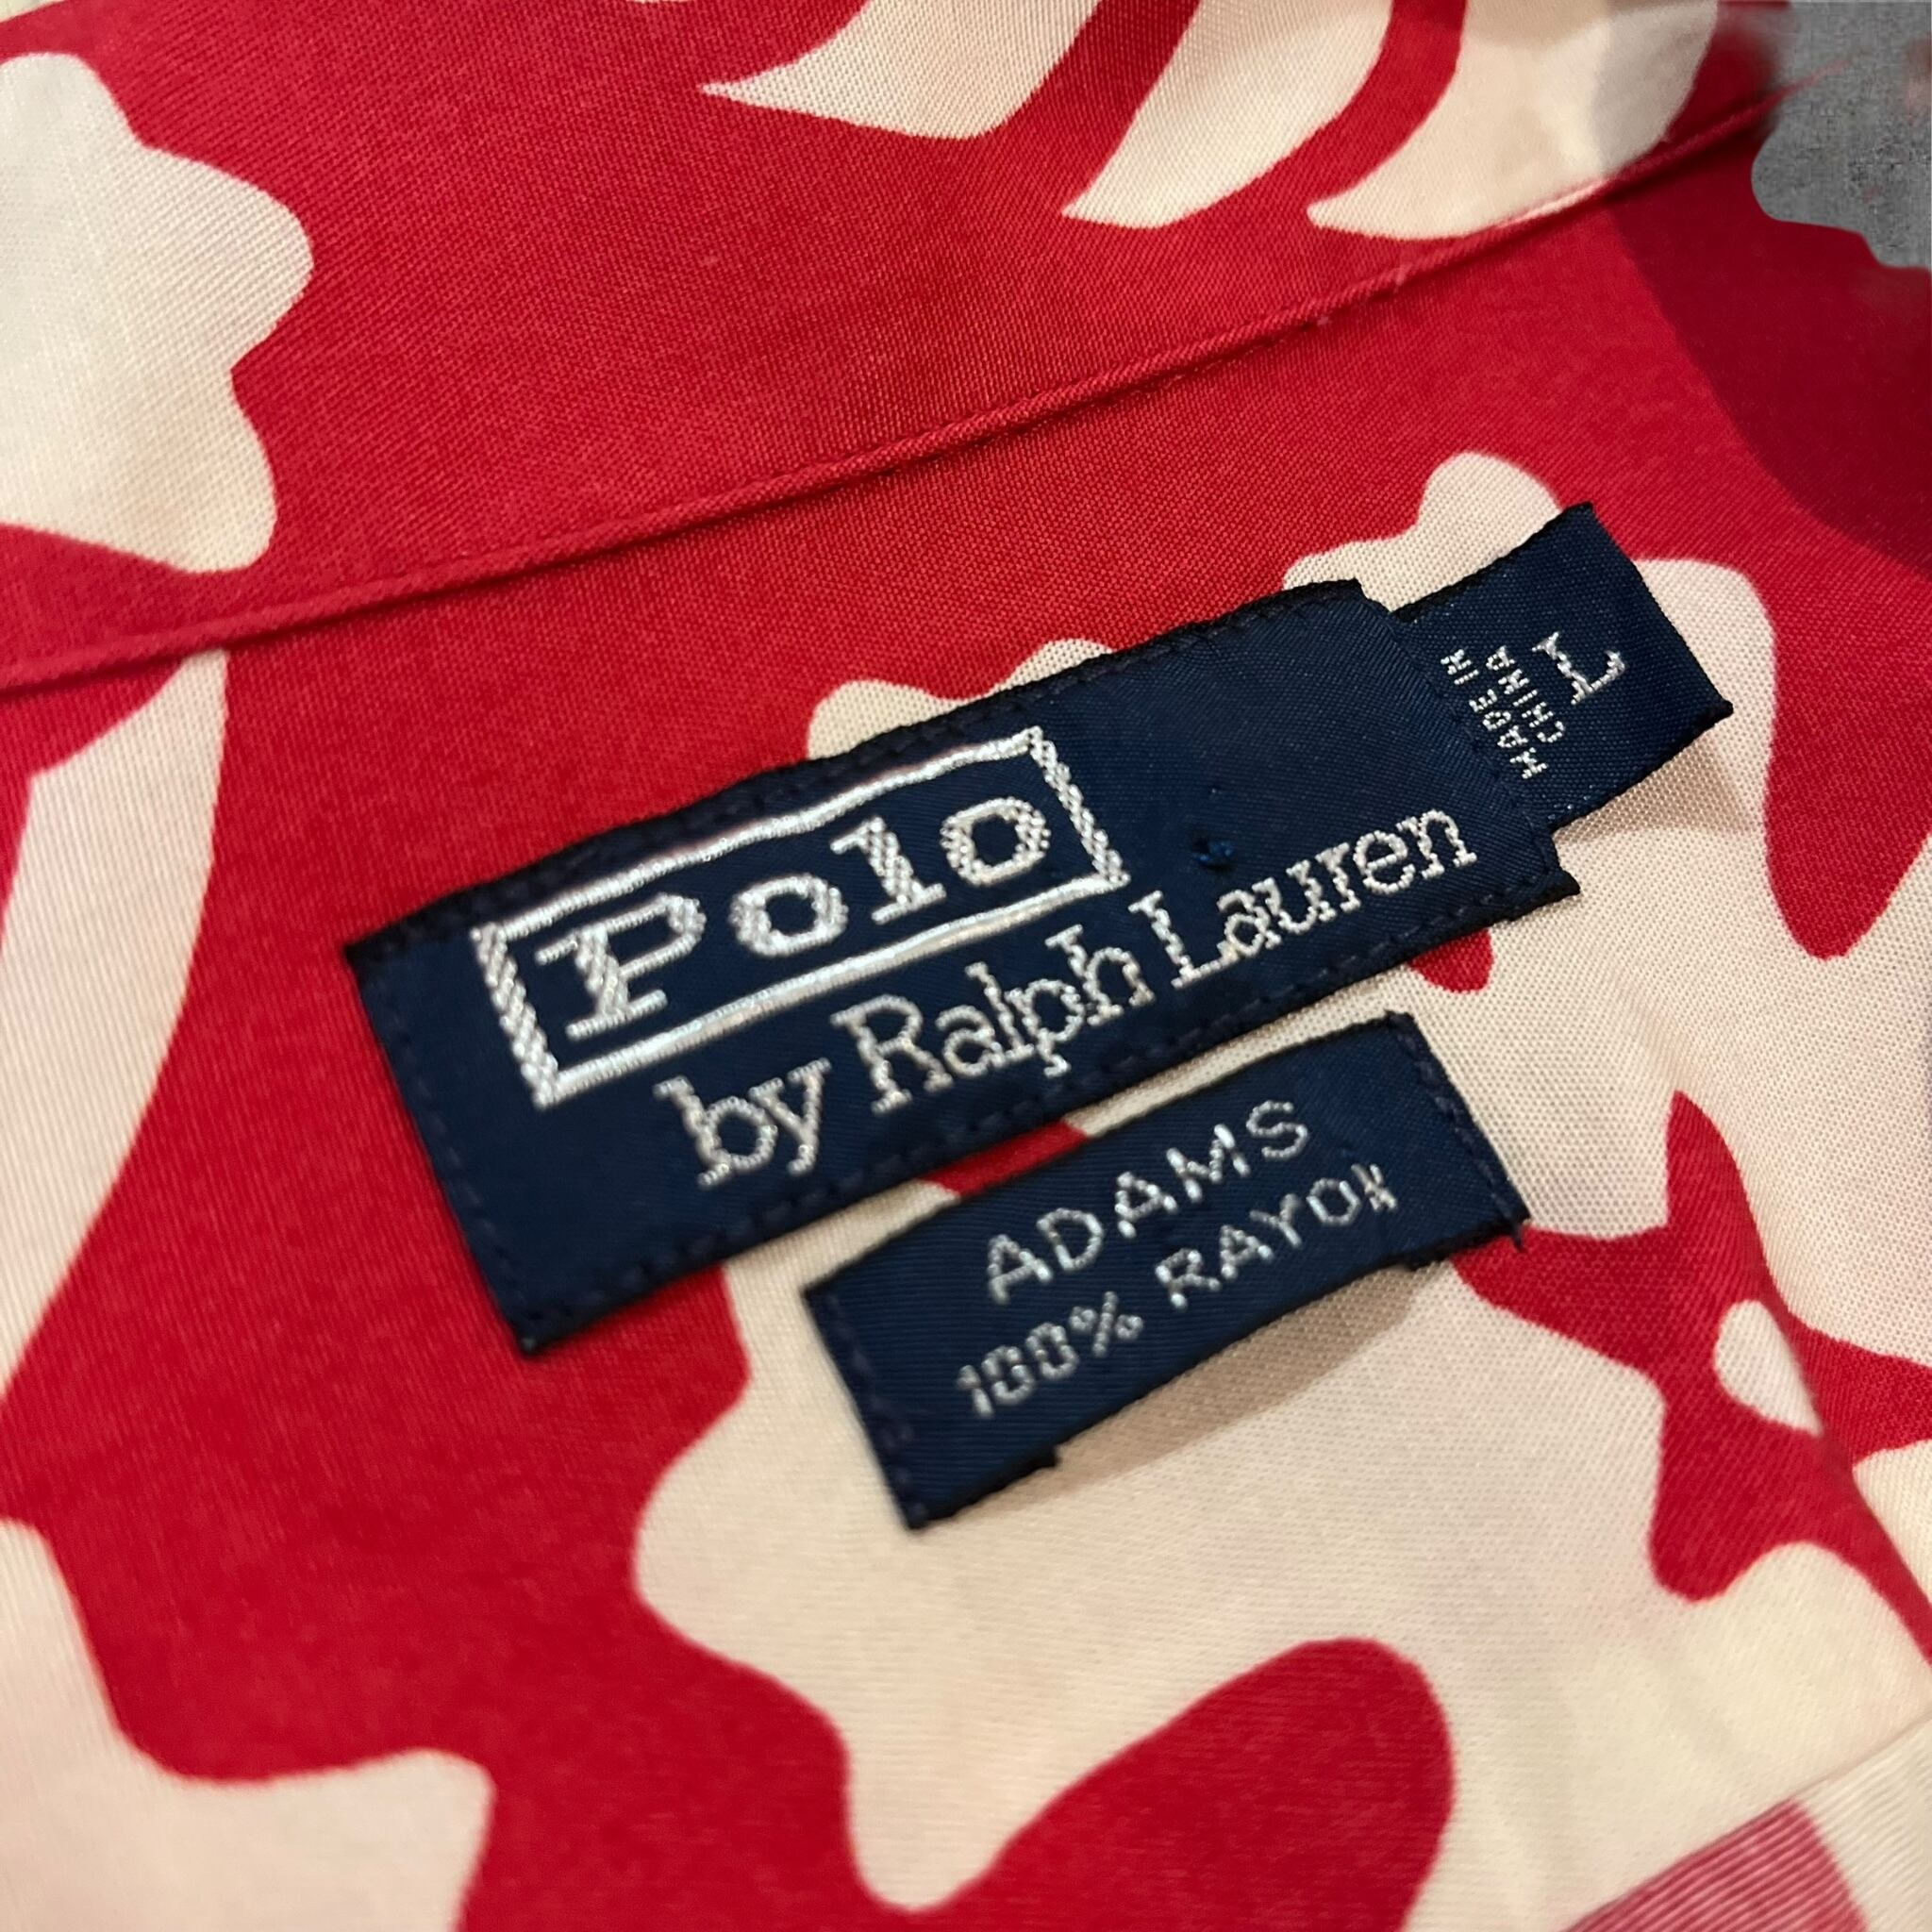 Polo
by Ralph Lauren
MADE IN
CHINA
L
ADAMS
100% RAYON